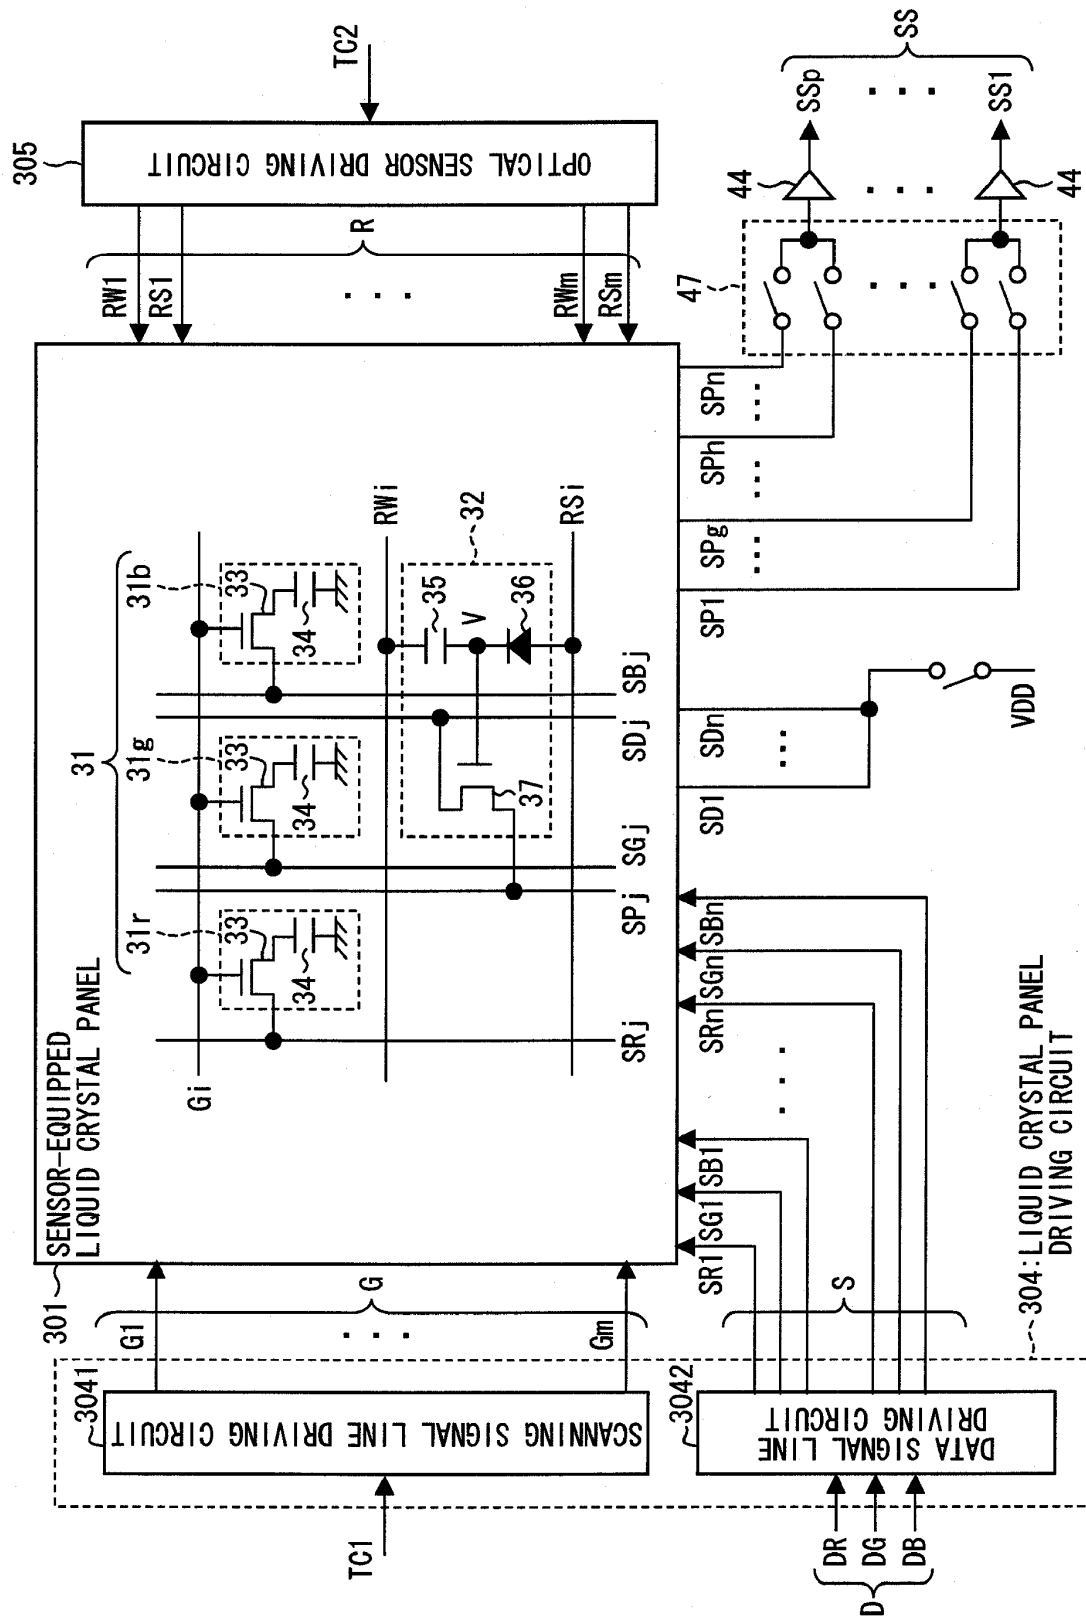 301
SENSOR-EQUIPPED
LIQUID CRYSTAL PANEL
31
31r
31g
31b
Gi
33
34
33
34
33
34
RWi
32
35
V
36
37
RSi
SRj
SPj
SGj
SDj
SBj
3041
SCANNING SIGNAL LINE DRIVING CIRCUIT
TC1
G1
G
. . .
Gm
305
OPTICAL SENSOR DRIVING CIRCUIT
TC2
RW1
RS1
R
. . .
RWm
RSm
3042
DATA SIGNAL LINE
DRIVING CIRCUIT
DR
DG
DB
D
S
SR1
SG1
SB1
. . .
SRn
SGn
SBn
SD1
...
SDn
VDD
SP1
...
SPg
...
SPh
...
SPn
47
. . .
44
. . .
44
SSp
. . .
SS1
SS
304:LIQUID CRYSTAL PANEL
DRIVING CIRCUIT